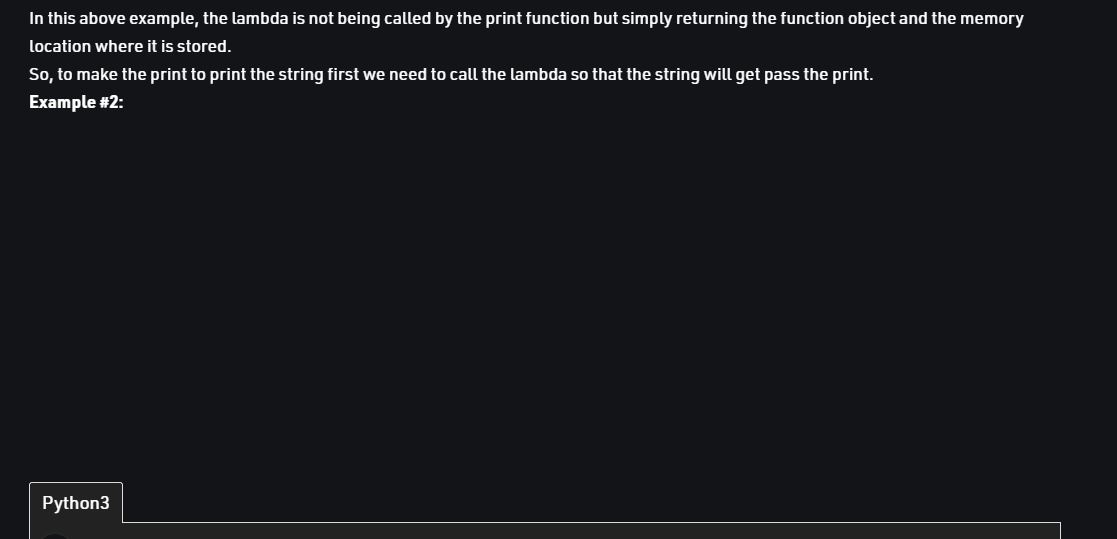 In this above example, the lambda is not being called by the print function but simply returning the function object and the memory
location where it is stored.
So, to make the print to print the string first we need to call the lambda so that the string will get pass the print.
Example #2:
Python3